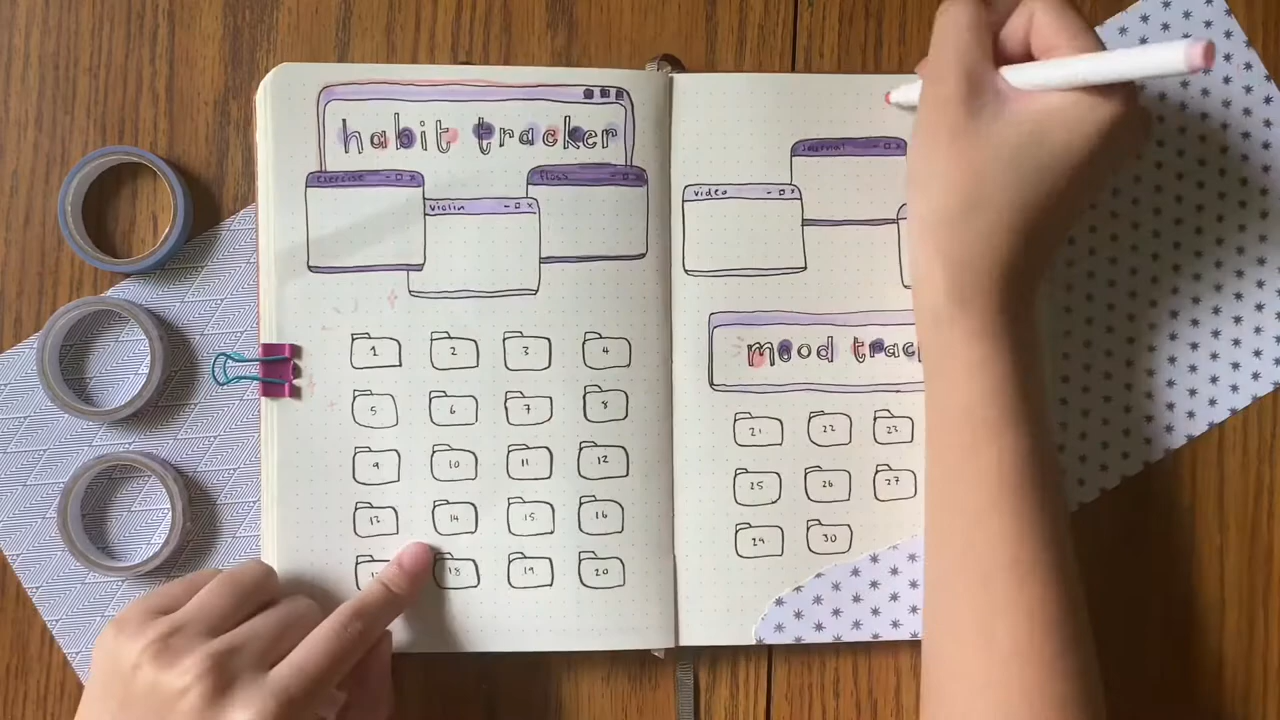 habit tracker
exercise - □ x
floss - □ x
violin - □ x
1 2 3 4
5 6 7 8
9 10 11 12
13 14 15 16
18 19 20
journal - □ x
video - □ x
mood trac
21 22 23
25 26 27
29 30